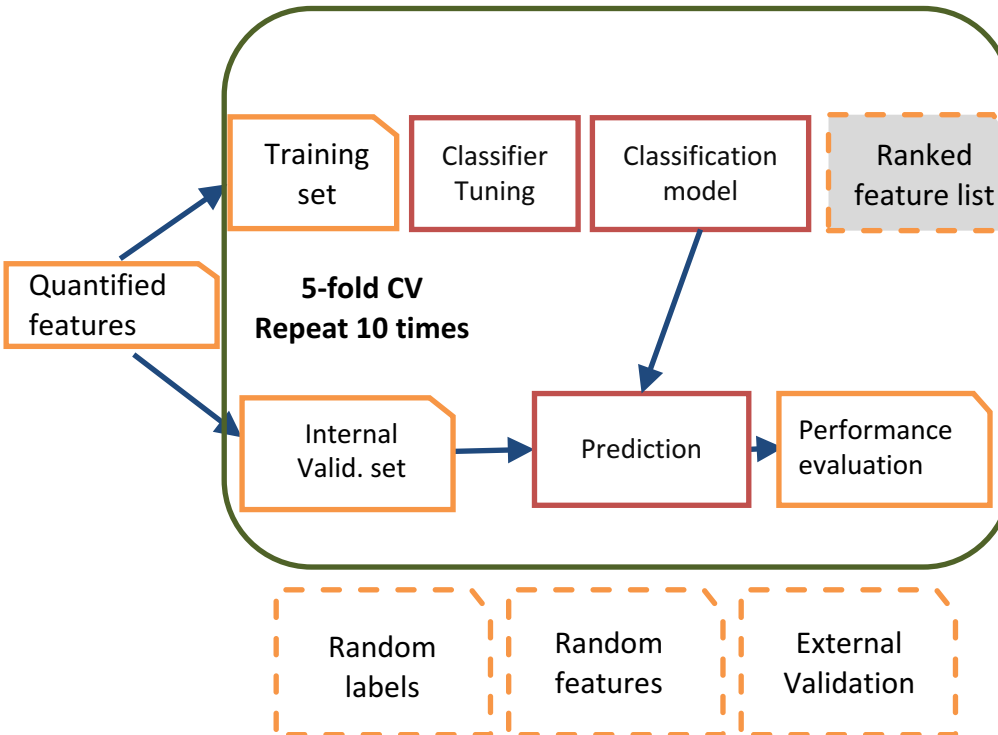 Training
set
Classifier
Tuning
Classification
model
Ranked
feature list
Quantified
features
5-fold CV
Repeat 10 times
Internal
Valid. set
Prediction
Performance
evaluation
Random
labels
Random
features
External
Validation